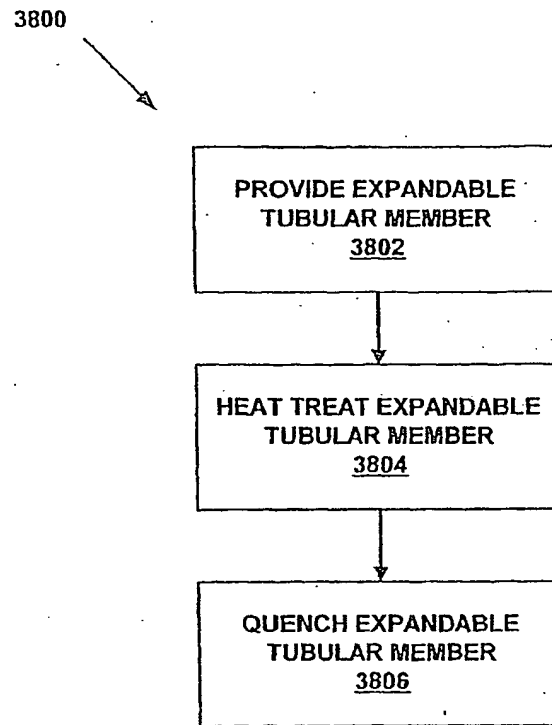 3800
PROVIDE EXPANDABLE
TUBULAR MEMBER
3802
HEAT TREAT EXPANDABLE
TUBULAR MEMBER
3804
QUENCH EXPANDABLE
TUBULAR MEMBER
3806